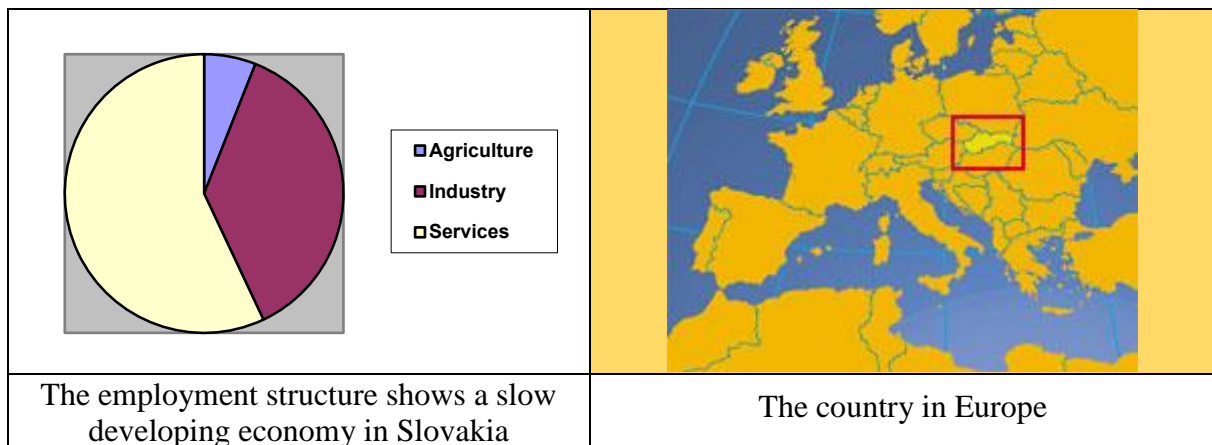 Agriculture
Industry
Services
The employment structure shows a slow
developing economy in Slovakia
The country in Europe